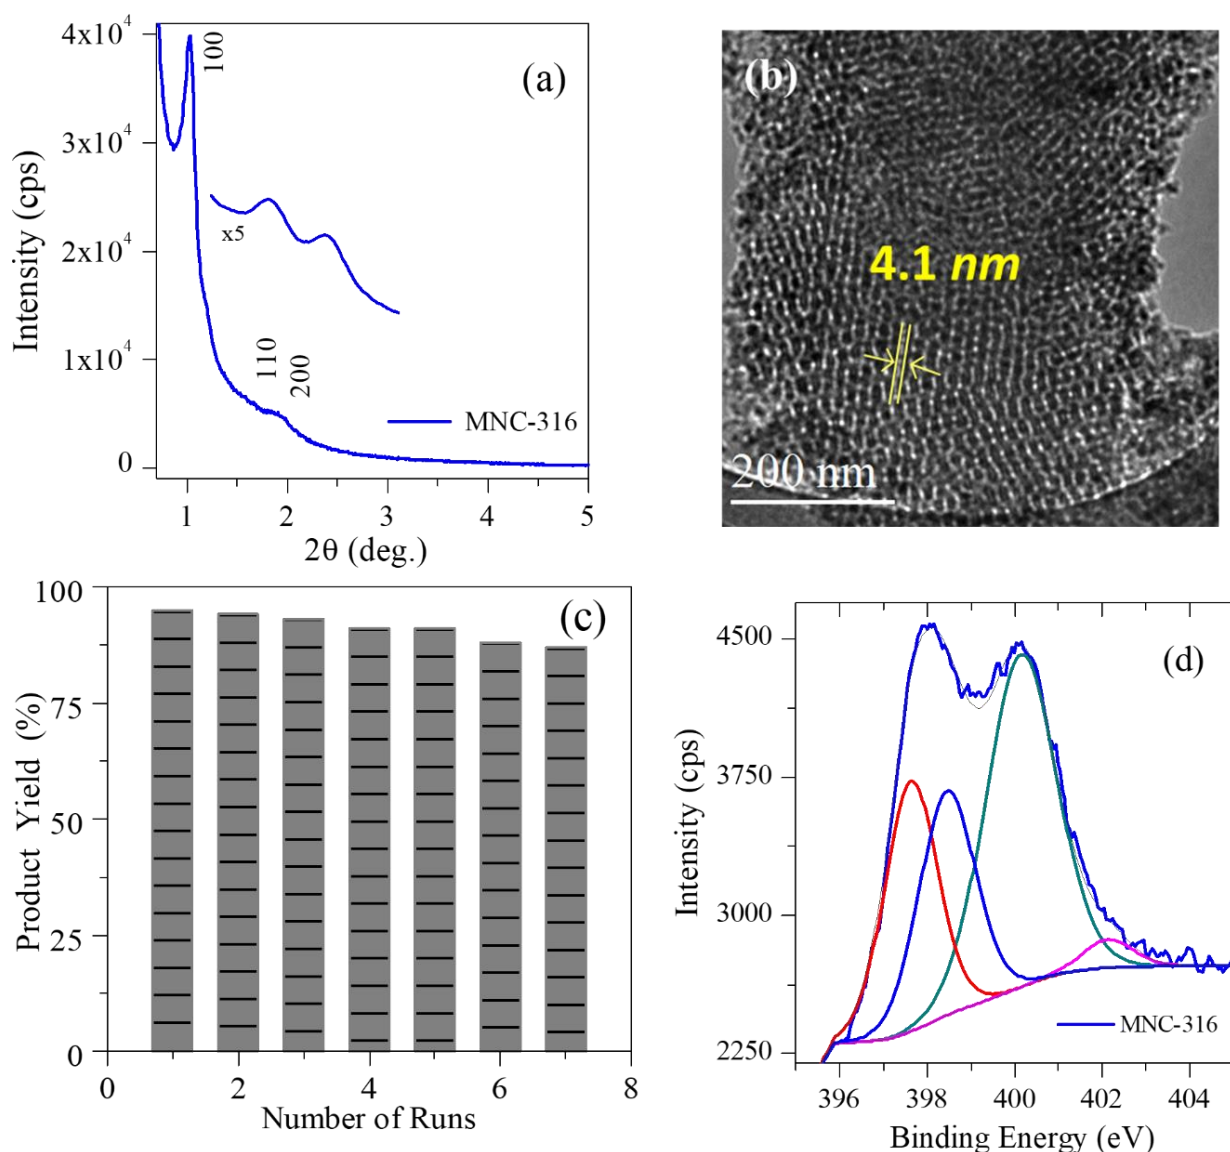 (a)
4x10⁴
3x10⁴
2x10⁴
1x10⁴
0
Intensity (cps)
100
x5
110
200
MNC-316
1
2
3
4
5
2θ (deg.)
(b)
4.1 nm
200 nm
(c)
100
75
50
25
0
Product Yield (%)
0
2
4
6
8
Number of Runs
(d)
4500
3750
3000
2250
Intensity (cps)
MNC-316
396
398
400
402
404
Binding Energy (eV)